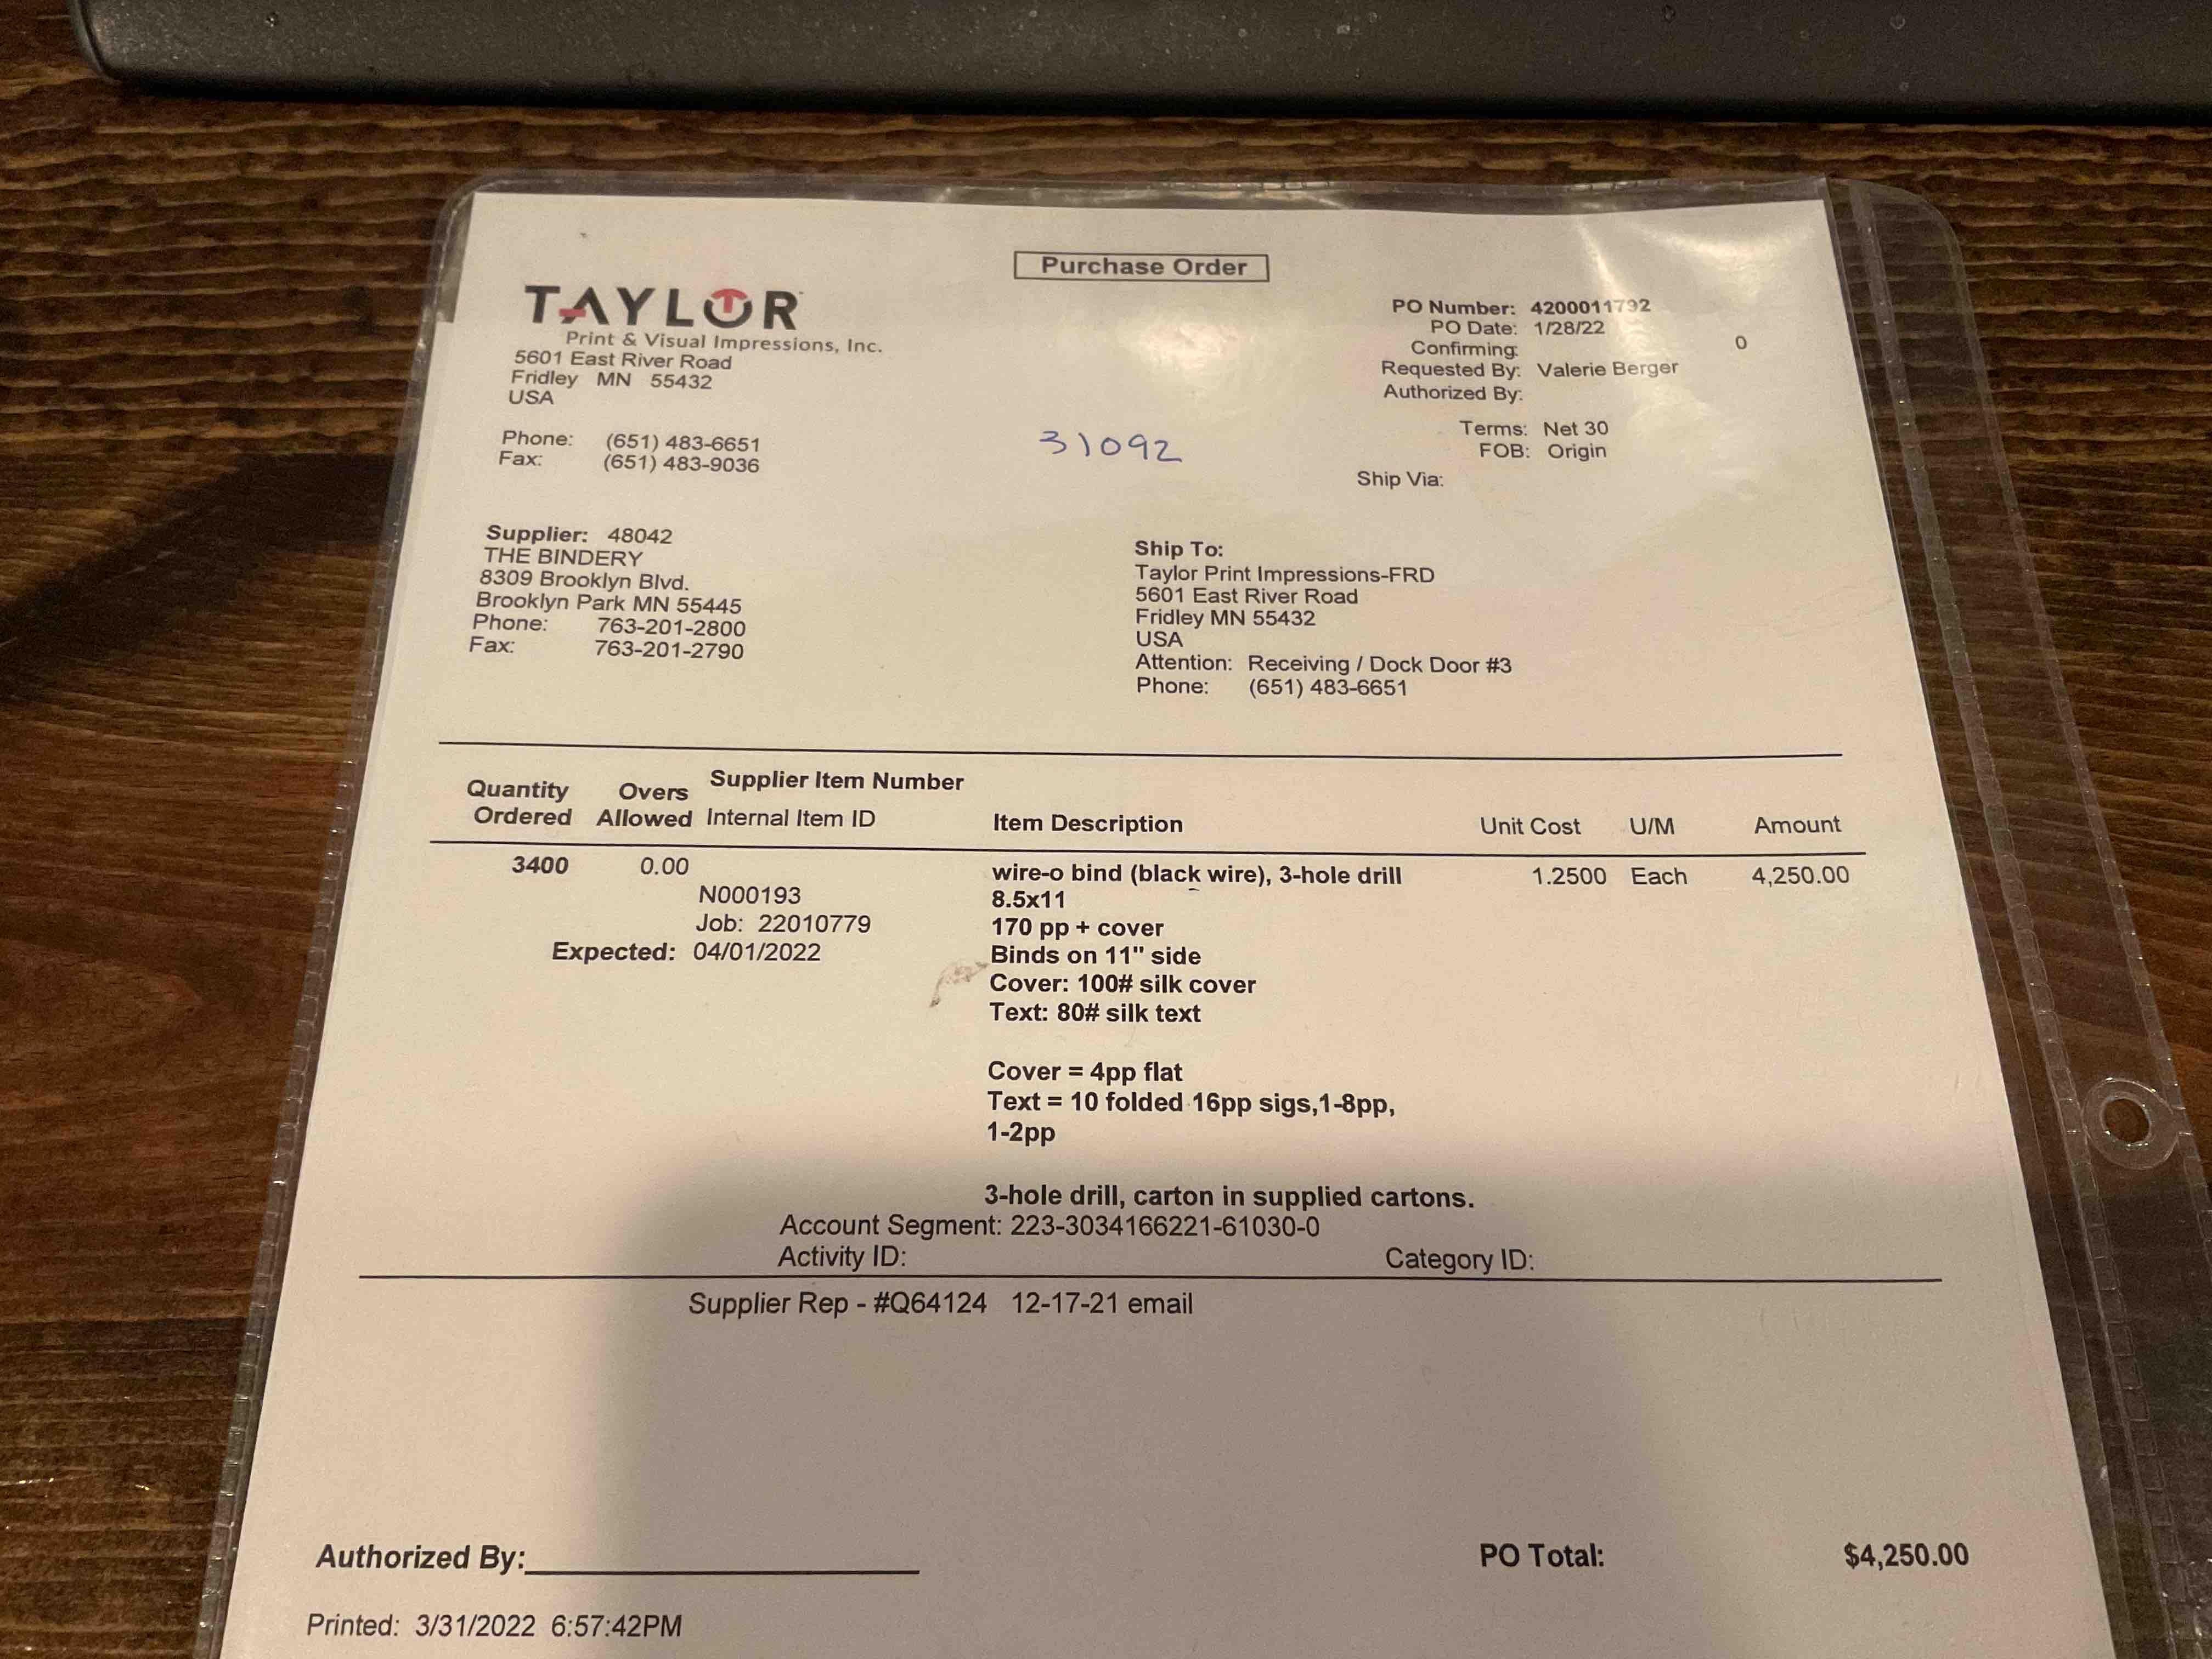 Purchase Order
TAYLOR
Print & Visual Impressions, Inc.
5601 East River Road
Fridley MN 55432
USA
Phone: (651) 483-6651
Fax: (651) 483-9036
31092
PO Number: 4200011792
PO Date: 1/28/22
Confirming: 0
Requested By: Valerie Berger
Authorized By:
Terms: Net 30
FOB: Origin
Ship Via:
Supplier: 48042
THE BINDERY
8309 Brooklyn Blvd.
Brooklyn Park MN 55445
Phone: 763-201-2800
Fax: 763-201-2790
Ship To:
Taylor Print Impressions-FRD
5601 East River Road
Fridley MN 55432
USA
Attention: Receiving / Dock Door #3
Phone: (651) 483-6651
Quantity Ordered Overs Allowed Supplier Item Number
Internal Item ID Item Description Unit Cost U/M Amount
3400 0.00 wire-o bind (black wire), 3-hole drill 1.2500 Each 4,250.00
N000193 8.5x11
Job: 22010779 170 pp + cover
Expected: 04/01/2022 Binds on 11" side
Cover: 100# silk cover
Text: 80# silk text
Cover = 4pp flat
Text = 10 folded 16pp sigs,1-8pp,
1-2pp
3-hole drill, carton in supplied cartons.
Account Segment: 223-3034166221-61030-0
Activity ID: Category ID:
Supplier Rep - #Q64124 12-17-21 email
Authorized By: PO Total: $4,250.00
Printed: 3/31/2022 6:57:42PM